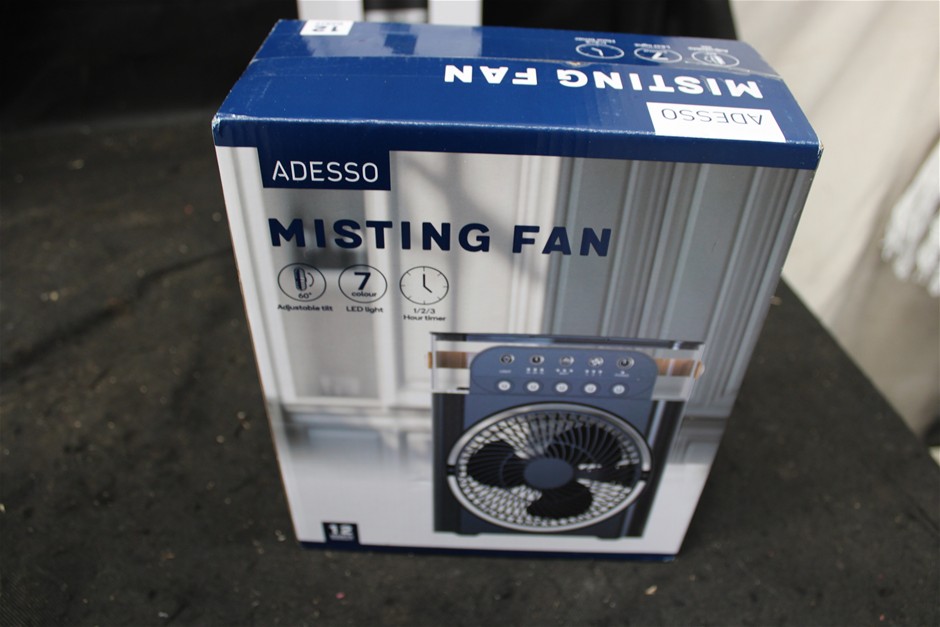 12
MISTING FAN
ADESSO
ADESSO
MISTING FAN
60°
7
colour
Adjustable tilt
LED light
1/2/3
Hour timer
12